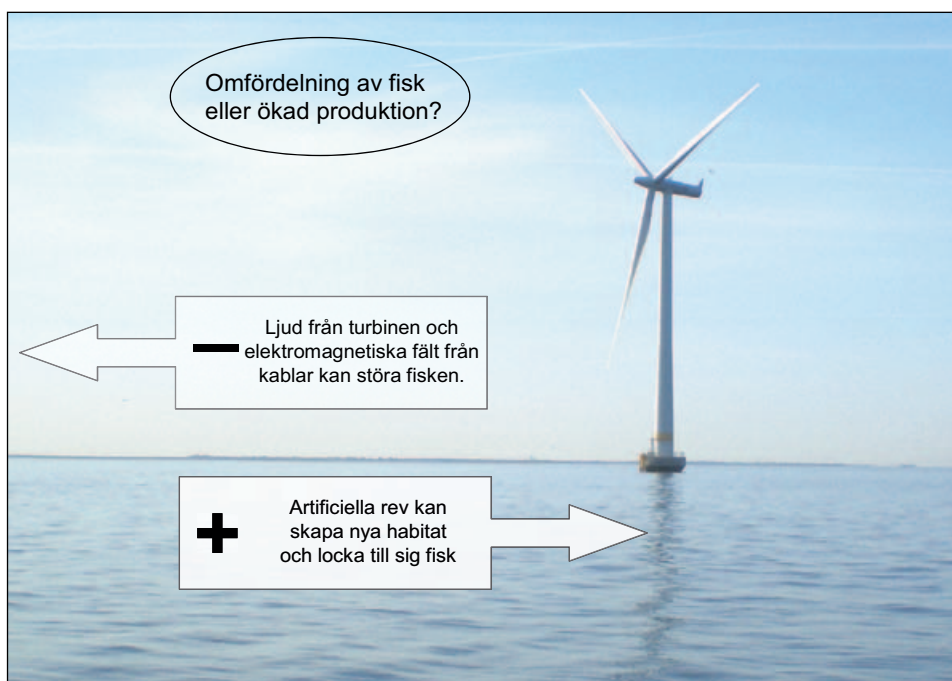 Omfördelning av fisk
eller ökad produktion?
Ljud från turbinen och
elektromagnetiska fält från
kablar kan störa fisken.
Artificiella rev kan
skapa nya habitat
och locka till sig fisk